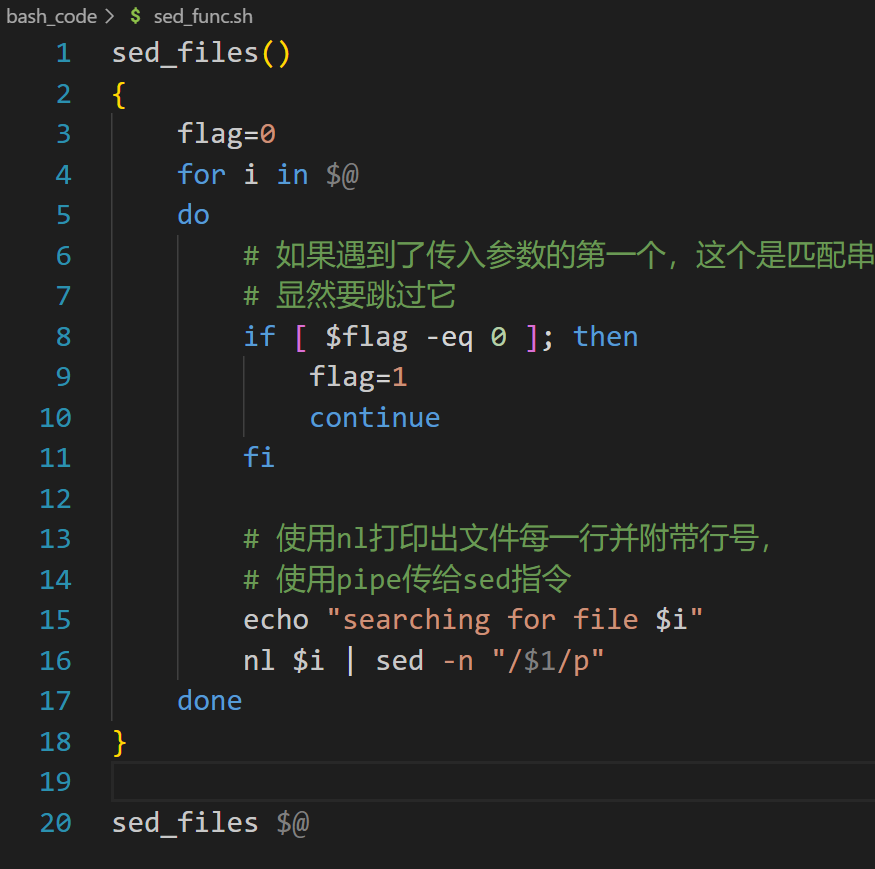 bash_code > $ sed_func.sh
1 sed_files()
2 {
3     flag=0
4     for i in $@
5     do
6         # 如果遇到了传入参数的第一个，这个是匹配串
7         # 显然要跳过它
8         if [ $flag -eq 0 ]; then
9             flag=1
10             continue
11         fi
12
13         # 使用nl打印出文件每一行并附带行号，
14         # 使用pipe传给sed指令
15         echo "searching for file $i"
16         nl $i | sed -n "/$1/p"
17     done
18 }
19
20 sed_files $@